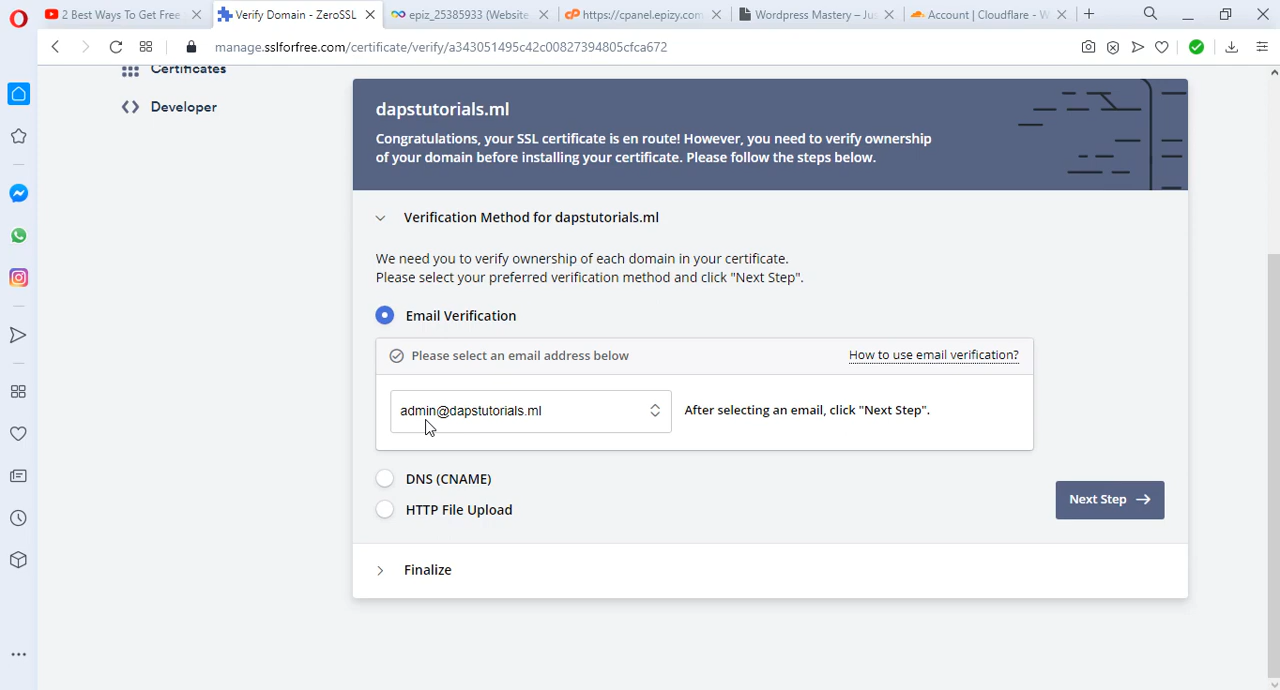 2 Best Ways To Get Free
Verify Domain - ZeroSSL
epiz_25385933 (Website
https://cpanel.epizy.com
Wordpress Mastery – Ju
Account | Cloudflare - W
manage.sslforfree.com/certificate/verify/a343051495c42c00827394805cfca672
Certificates
Developer
dapstutorials.ml
Congratulations, your SSL certificate is en route! However, you need to verify ownership
of your domain before installing your certificate. Please follow the steps below.
Verification Method for dapstutorials.ml
We need you to verify ownership of each domain in your certificate.
Please select your preferred verification method and click "Next Step".
Email Verification
Please select an email address below
How to use email verification?
admin@dapstutorials.ml
After selecting an email, click "Next Step".
DNS (CNAME)
HTTP File Upload
Next Step
Finalize